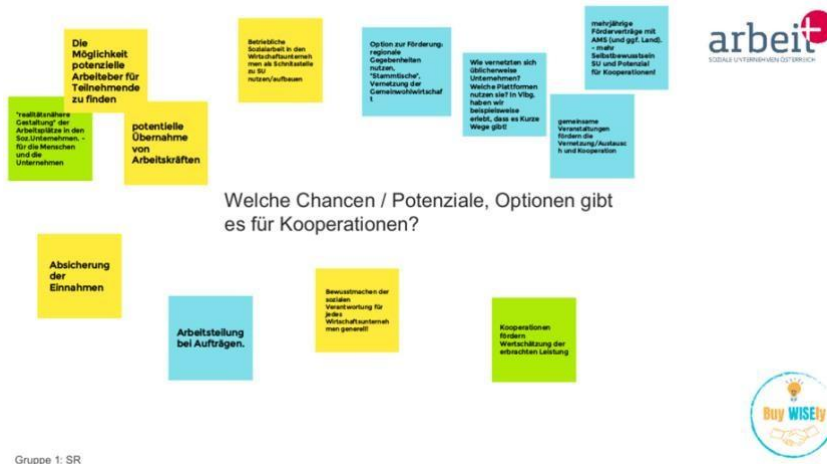 Die
Möglichkeit
potenzielle
Arbeiteber für
Teilnehmende
zu finden
"realitätsnähere
Gestaltung" der
Arbeitsplätze in den
Soz.Unternehmen. -
für die Menschen
und die
Unternehmen
potentielle
Übernahme
von
Arbeitskräften
Betriebliche
Sozialarbeit in den
Wirtschaftsunterneh
men als Schnitstelle
zu SU
nutzen/aufbauen
Option zur Förderung:
regionale
Gegebenheiten
nutzen,
"Stammtische",
Vernetzung der
Gemeinwohlwirtschaf
t
Wie vernetzten sich
üblicherweise
Unternehmen?
Welche Plattformen
nutzen sie? in Vlbg.
haben wir
beispielsweise
erlebt, dass es Kurze
Wege gibt!
mehrjährige
Förderverträge mit
AMS (und ggf. Land).
- mehr
Selbstbewusstsein
SU und Potenzial
für Kooperationen!
gemeinsame
Veranstaltungen
fördern die
Vernetzung/Austausc
h und Kooperation
arbeit+
SOZIALE UNTERNEHMEN ÖSTERREICH
Welche Chancen / Potenziale, Optionen gibt
es für Kooperationen?
Absicherung
der
Einnahmen
Arbeitsteilung
bei Aufträgen.
Bewusstmachen der
sozialen
Verantwortung für
jedes
Wirtschaftsunterneh
men generell!
Kooperationen
fördern
Wertschätzung der
erbrachten Leistung
Buy WISEly
Gruppe 1: SR